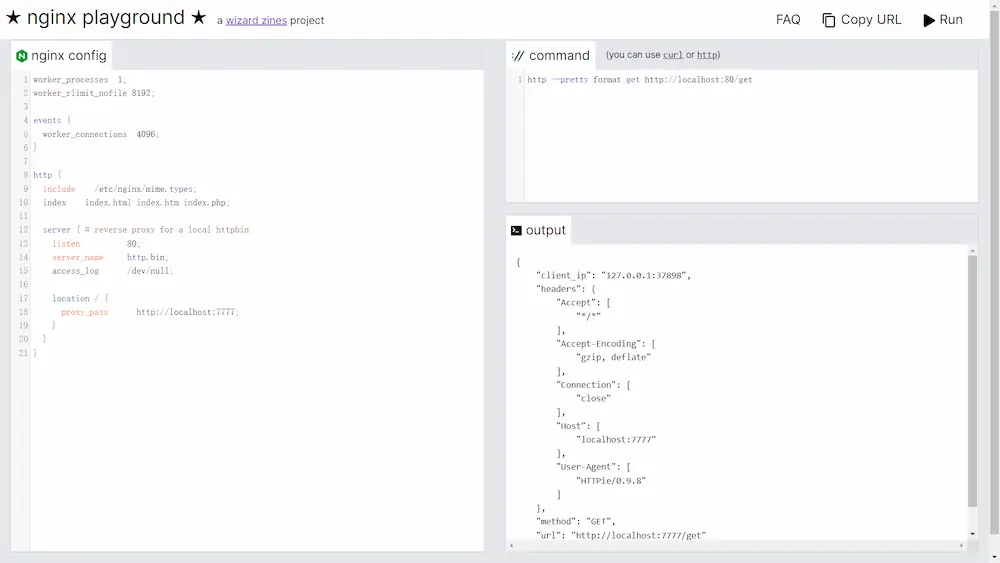 ★ nginx playground ★ a wizard zines project
FAQ
Copy URL
Run
nginx config
1 worker_processes 1;
2 worker_rlimit_nofile 8192;
3
4 events {
5 worker_connections 4096;
6 }
7
8 http {
9 include /etc/nginx/mime.types;
10 index index.html index.htm index.php;
11
12 server { # reverse proxy for a local httpbin
13 listen 80;
14 server_name http.bin;
15 access_log /dev/null;
16
17 location / {
18 proxy_pass http://localhost:7777;
19 }
20 }
21 }
command (you can use curl or http)
1 http --pretty format get http://localhost:80/get
output
{
"client_ip": "127.0.0.1:37898",
"headers": {
"Accept": [
"*/*"
],
"Accept-Encoding": [
"gzip, deflate"
],
"Connection": [
"close"
],
"Host": [
"localhost:7777"
],
"User-Agent": [
"HTTPie/0.9.8"
]
},
"method": "GET",
"url": "http://localhost:7777/get"